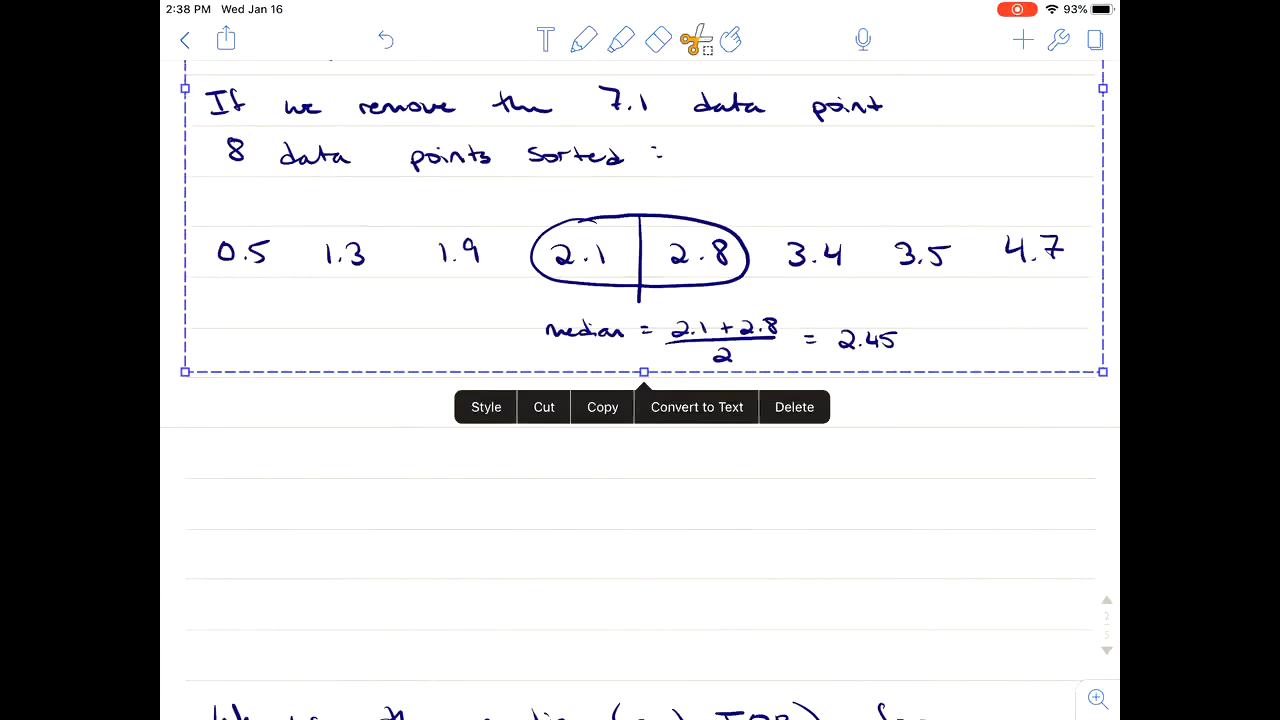 2:38 PM Wed Jan 16
93%
If we remove the 7.1 data point
8 data points sorted :
0.5 1.3 1.9 2.1 2.8 3.4 3.5 4.7
median = 2.1 + 2.8 / 2 = 2.45
Style Cut Copy Convert to Text Delete
2
5